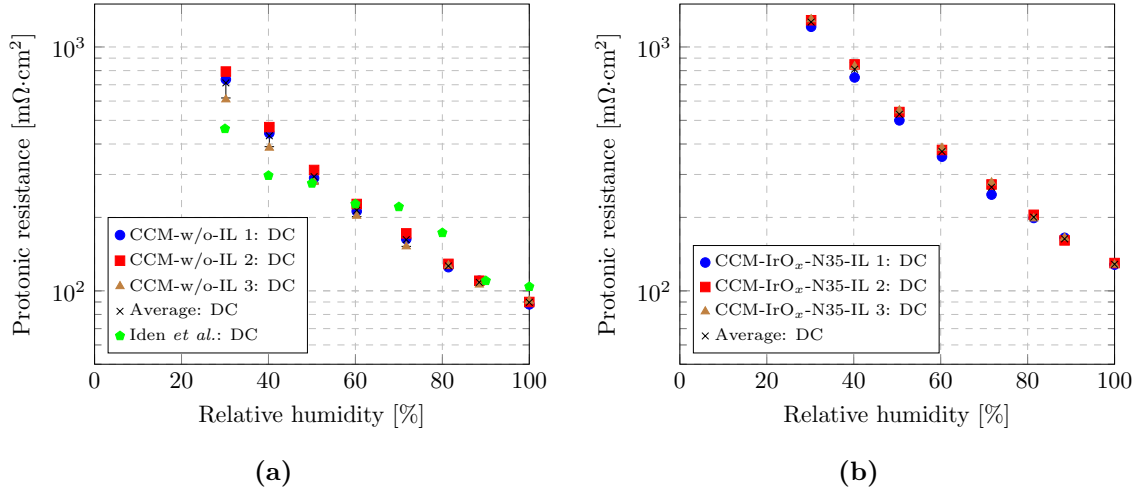 10³
10²
Protonic resistance [mΩ·cm²]
CCM-w/o-IL 1: DC
CCM-w/o-IL 2: DC
CCM-w/o-IL 3: DC
Average: DC
Iden et al.: DC
0 20 40 60 80 100
Relative humidity [%]
(a)
10³
10²
Protonic resistance [mΩ·cm²]
CCM-IrOₓ-N35-IL 1: DC
CCM-IrOₓ-N35-IL 2: DC
CCM-IrOₓ-N35-IL 3: DC
Average: DC
0 20 40 60 80 100
Relative humidity [%]
(b)